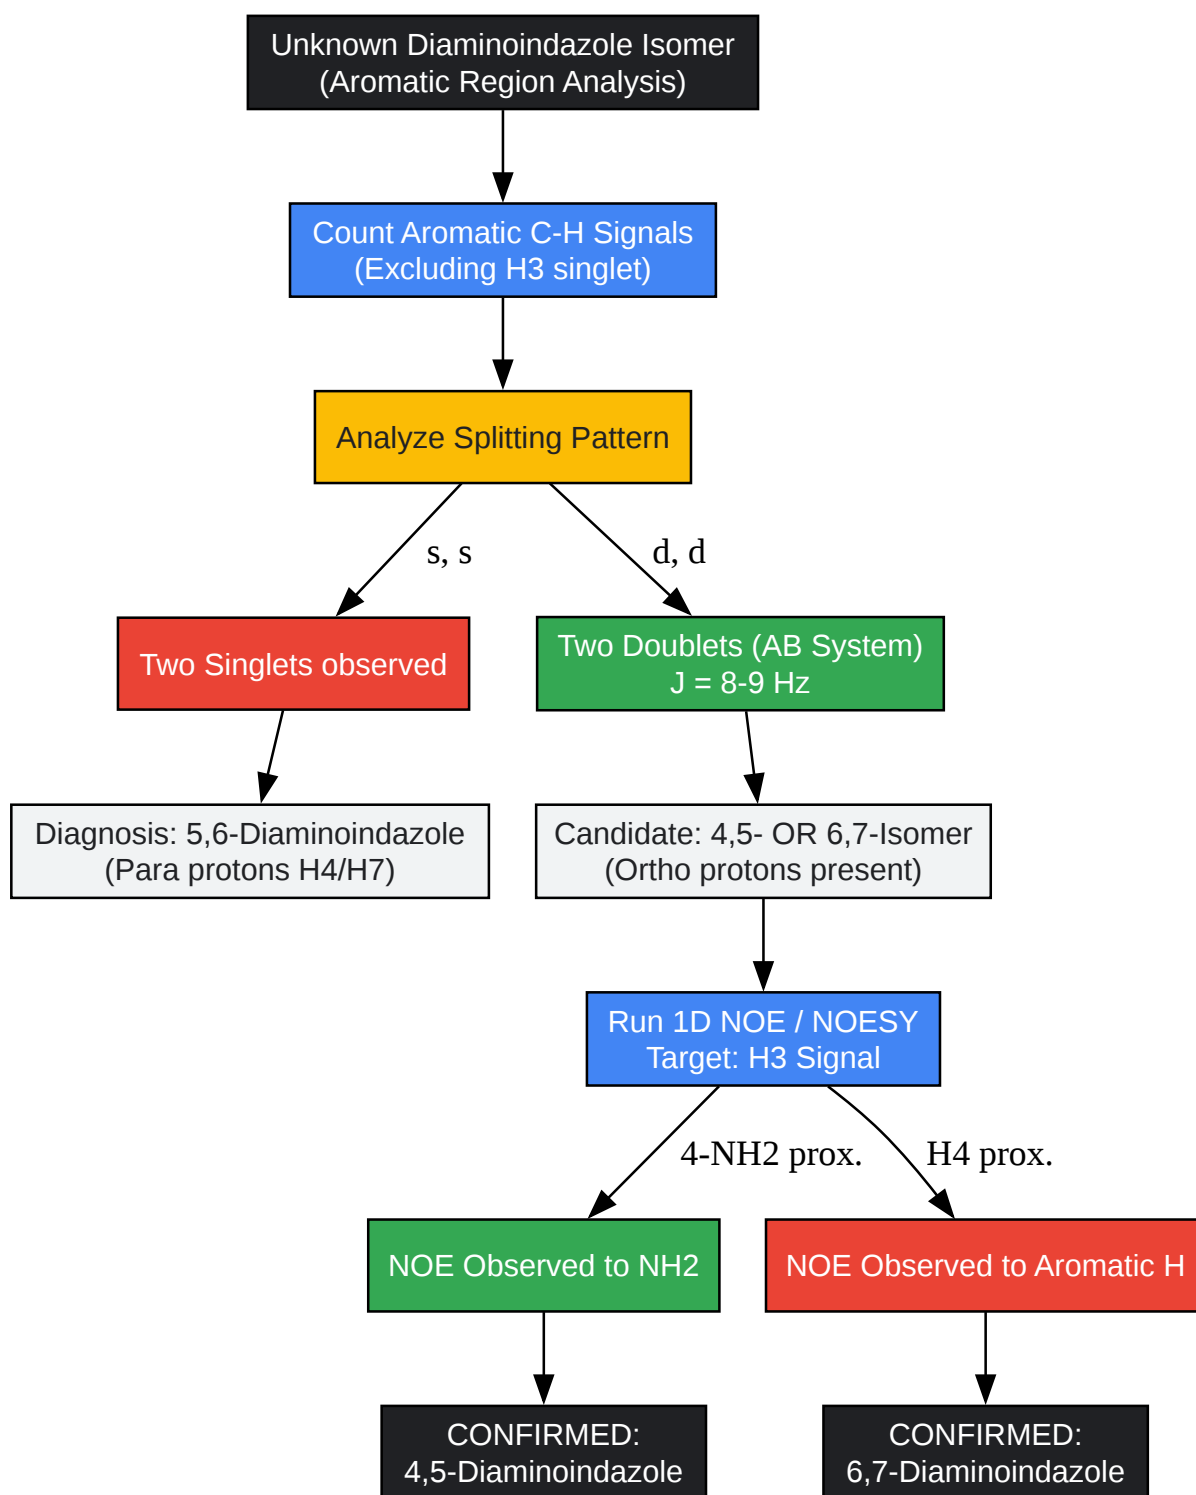 Unknown Diaminoindazole Isomer
(Aromatic Region Analysis)
Count Aromatic C-H Signals
(Excluding H3 singlet)
Analyze Splitting Pattern
s, s
d, d
Two Singlets observed
Two Doublets (AB System)
J = 8-9 Hz
Diagnosis: 5,6-Diaminoindazole
(Para protons H4/H7)
Candidate: 4,5- OR 6,7-Isomer
(Ortho protons present)
Run 1D NOE / NOESY
Target: H3 Signal
4-NH2 prox.
H4 prox.
NOE Observed to NH2
NOE Observed to Aromatic H
CONFIRMED:
4,5-Diaminoindazole
CONFIRMED:
6,7-Diaminoindazole